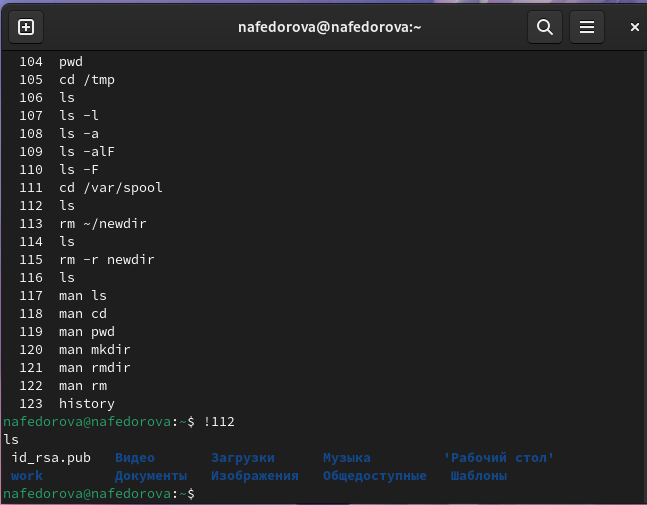 nafedorova@nafedorova:~
104 pwd
105 cd /tmp
106 ls
107 ls -l
108 ls -a
109 ls -alF
110 ls -F
111 cd /var/spool
112 ls
113 rm ~/newdir
114 ls
115 rm -r newdir
116 ls
117 man ls
118 man cd
119 man pwd
120 man mkdir
121 man rmdir
122 man rm
123 history
nafedorova@nafedorova:~$ !112
ls
id_rsa.pub Видео Загрузки Музыка 'Рабочий стол'
work Документы Изображения Общедоступные Шаблоны
nafedorova@nafedorova:~$